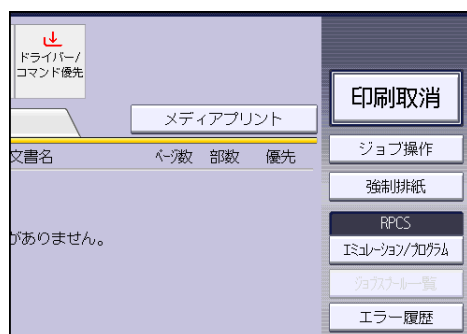 ドライバー/
コマンド優先
印刷取消
メディアプリント
ジョブ操作
文書名 ページ数 部数 優先
強制排紙
RPCS
がありません。
エミュレーション/プログラム
ジョブスプール一覧
エラー履歴